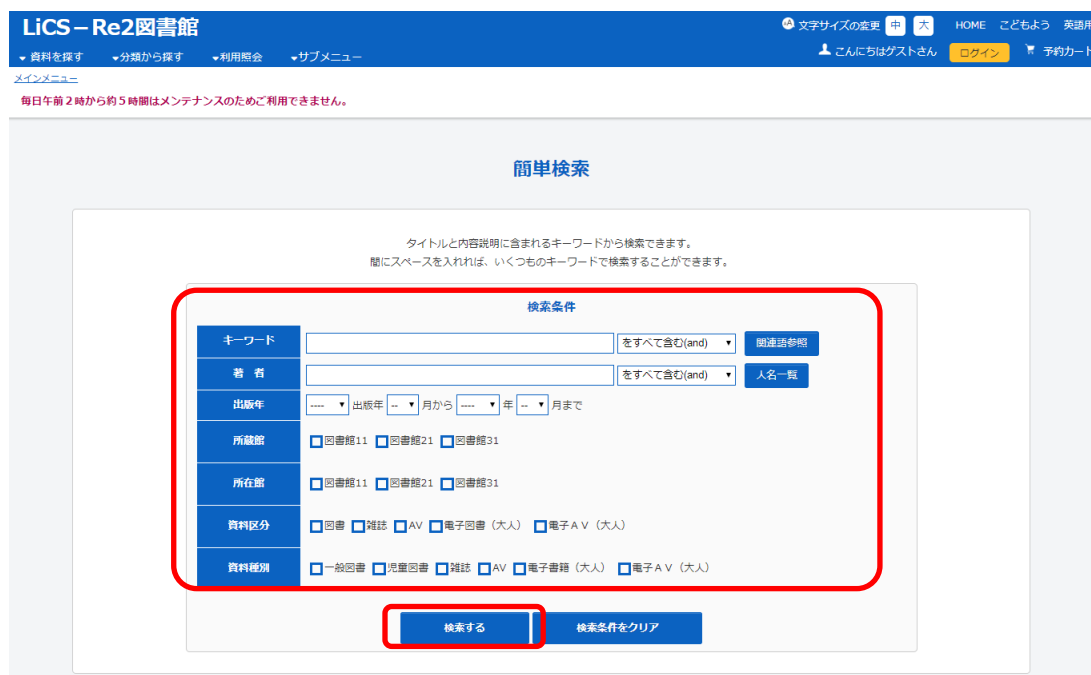 LiCS－Re2図書館
文字サイズの変更 中 大 HOME こどもよう 英語用
資料を探す 分類から探す 利用照会 サブメニュー
こんにちはゲストさん ログイン 予約カート
メインメニュー
毎日午前２時から約５時間はメンテナンスのためご利用できません。
簡単検索
タイトルと内容説明に含まれるキーワードから検索できます。
間にスペースを入れれば、いくつものキーワードで検索することができます。
検索条件
キーワード をすべて含む(and) 関連語参照
著 者 をすべて含む(and) 人名一覧
出版年 ---- 出版年 -- 月から ---- 年 -- 月まで
所蔵館 図書館11 図書館21 図書館31
所在館 図書館11 図書館21 図書館31
資料区分 図書 雑誌 AV 電子図書（大人） 電子ＡＶ（大人）
資料種別 一般図書 児童図書 雑誌 AV 電子書籍（大人） 電子ＡＶ（大人）
検索する 検索条件をクリア